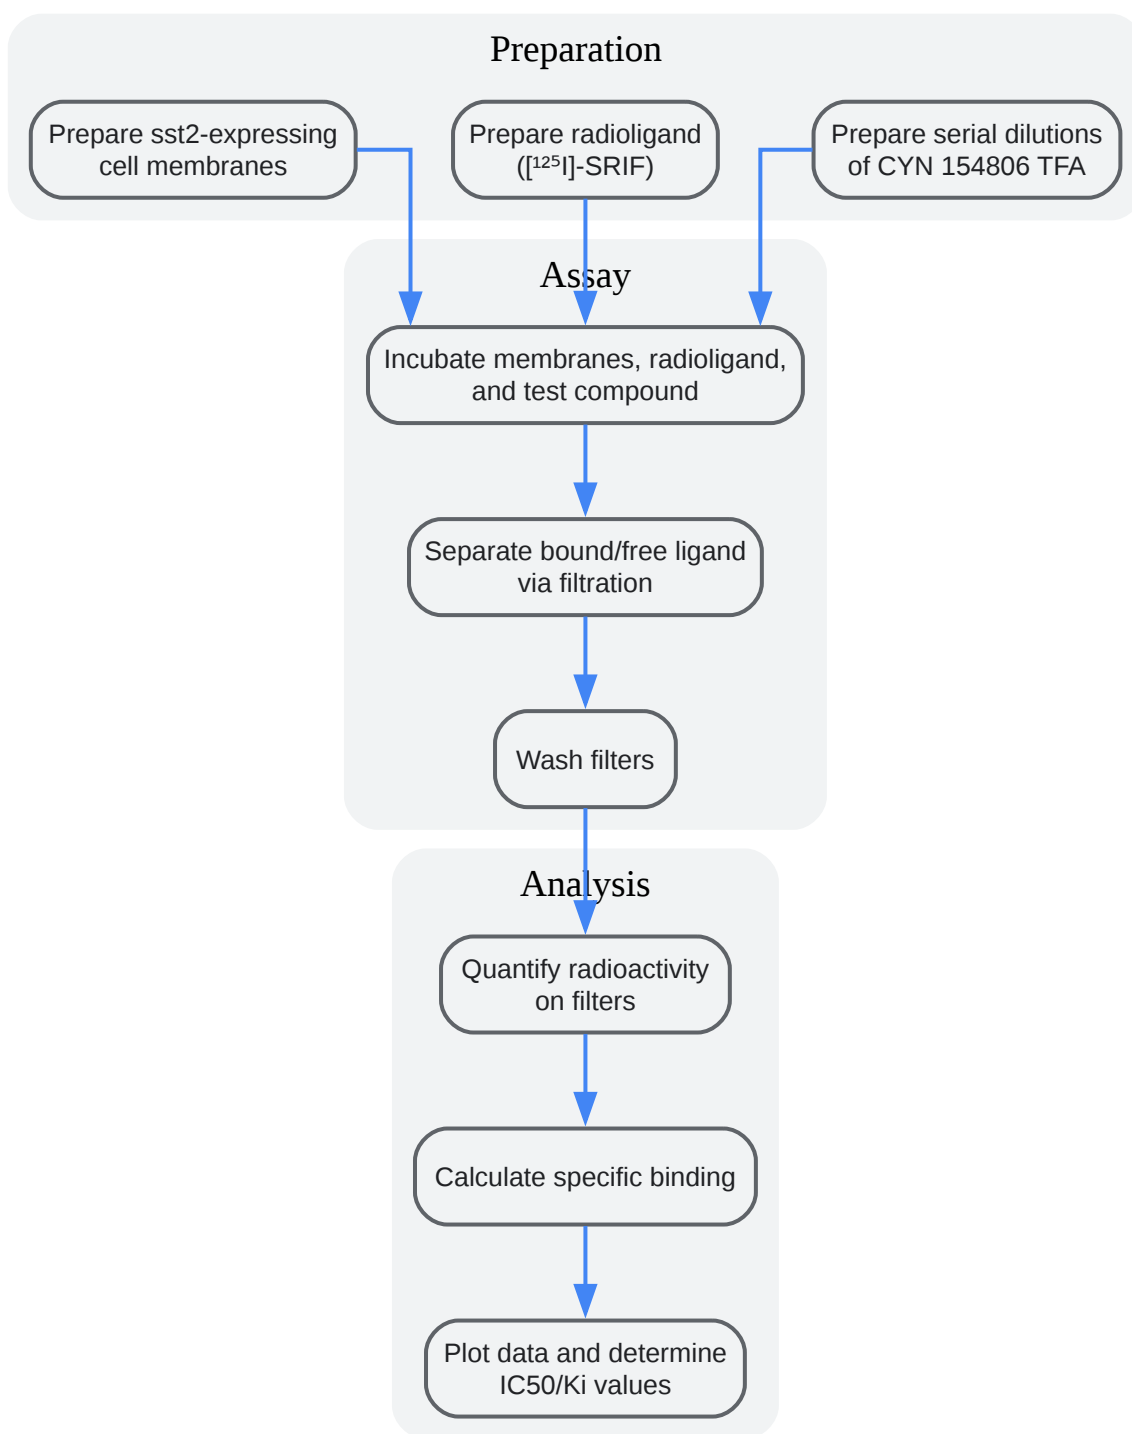 Preparation
Prepare sst2-expressing
cell membranes
Prepare radioligand
([¹²⁵I]-SRIF)
Prepare serial dilutions
of CYN 154806 TFA
Assay
Incubate membranes, radioligand,
and test compound
Separate bound/free ligand
via filtration
Wash filters
Analysis
Quantify radioactivity
on filters
Calculate specific binding
Plot data and determine
IC50/Ki values